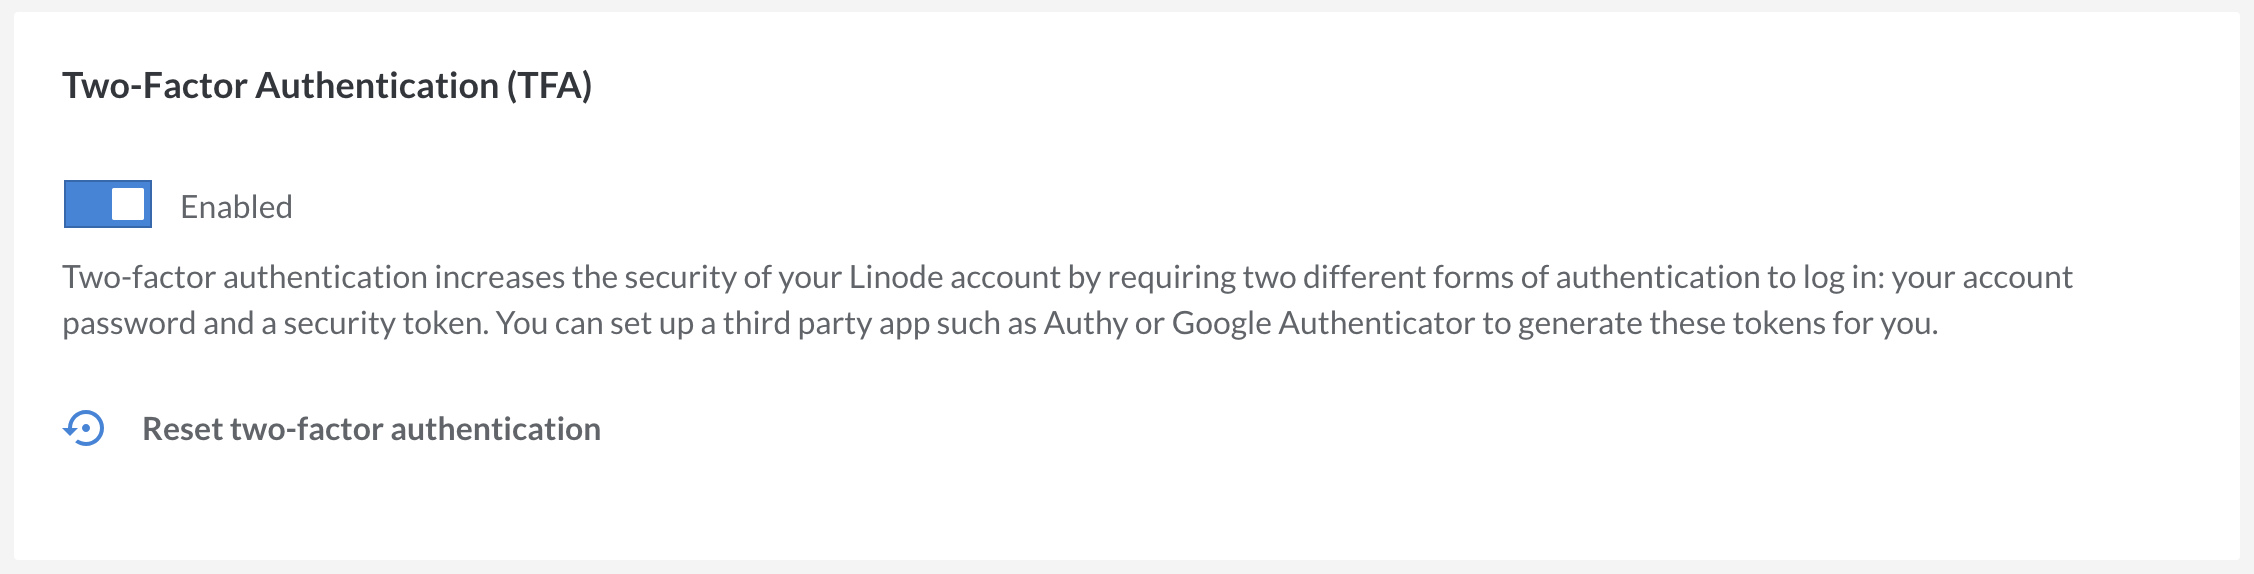 Two-Factor Authentication (TFA)
Enabled
Two-factor authentication increases the security of your Linode account by requiring two different forms of authentication to log in: your account
password and a security token. You can set up a third party app such as Authy or Google Authenticator to generate these tokens for you.
Reset two-factor authentication